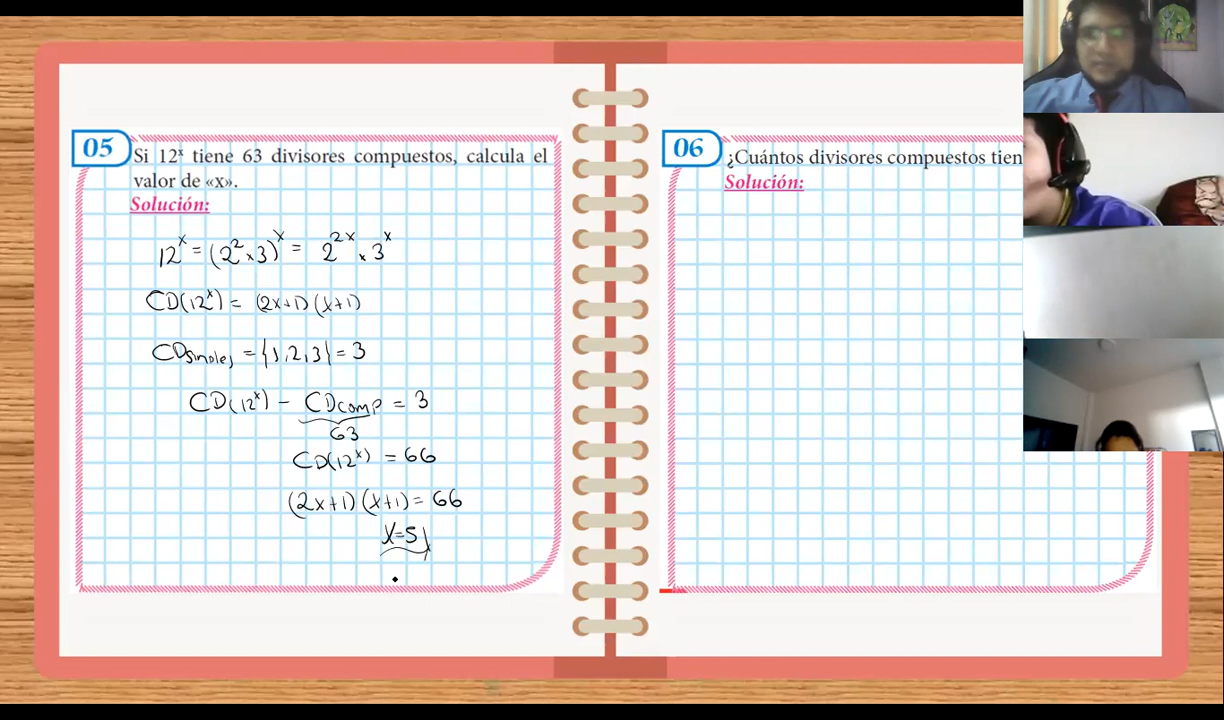 05
Si 12ˣ tiene 63 divisores compuestos, calcula el
valor de «x».
Solución:
12ˣ = (2² × 3)ˣ = 2²ˣ × 3ˣ
CD(12ˣ) = (2x+1)(x+1)
CDsimples = {1,2,3} = 3
CD(12ˣ) - CDcomp = 3
63
CD(12ˣ) = 66
(2x+1)(x+1) = 66
x=5
06
¿Cuántos divisores compuestos tien
Solución: